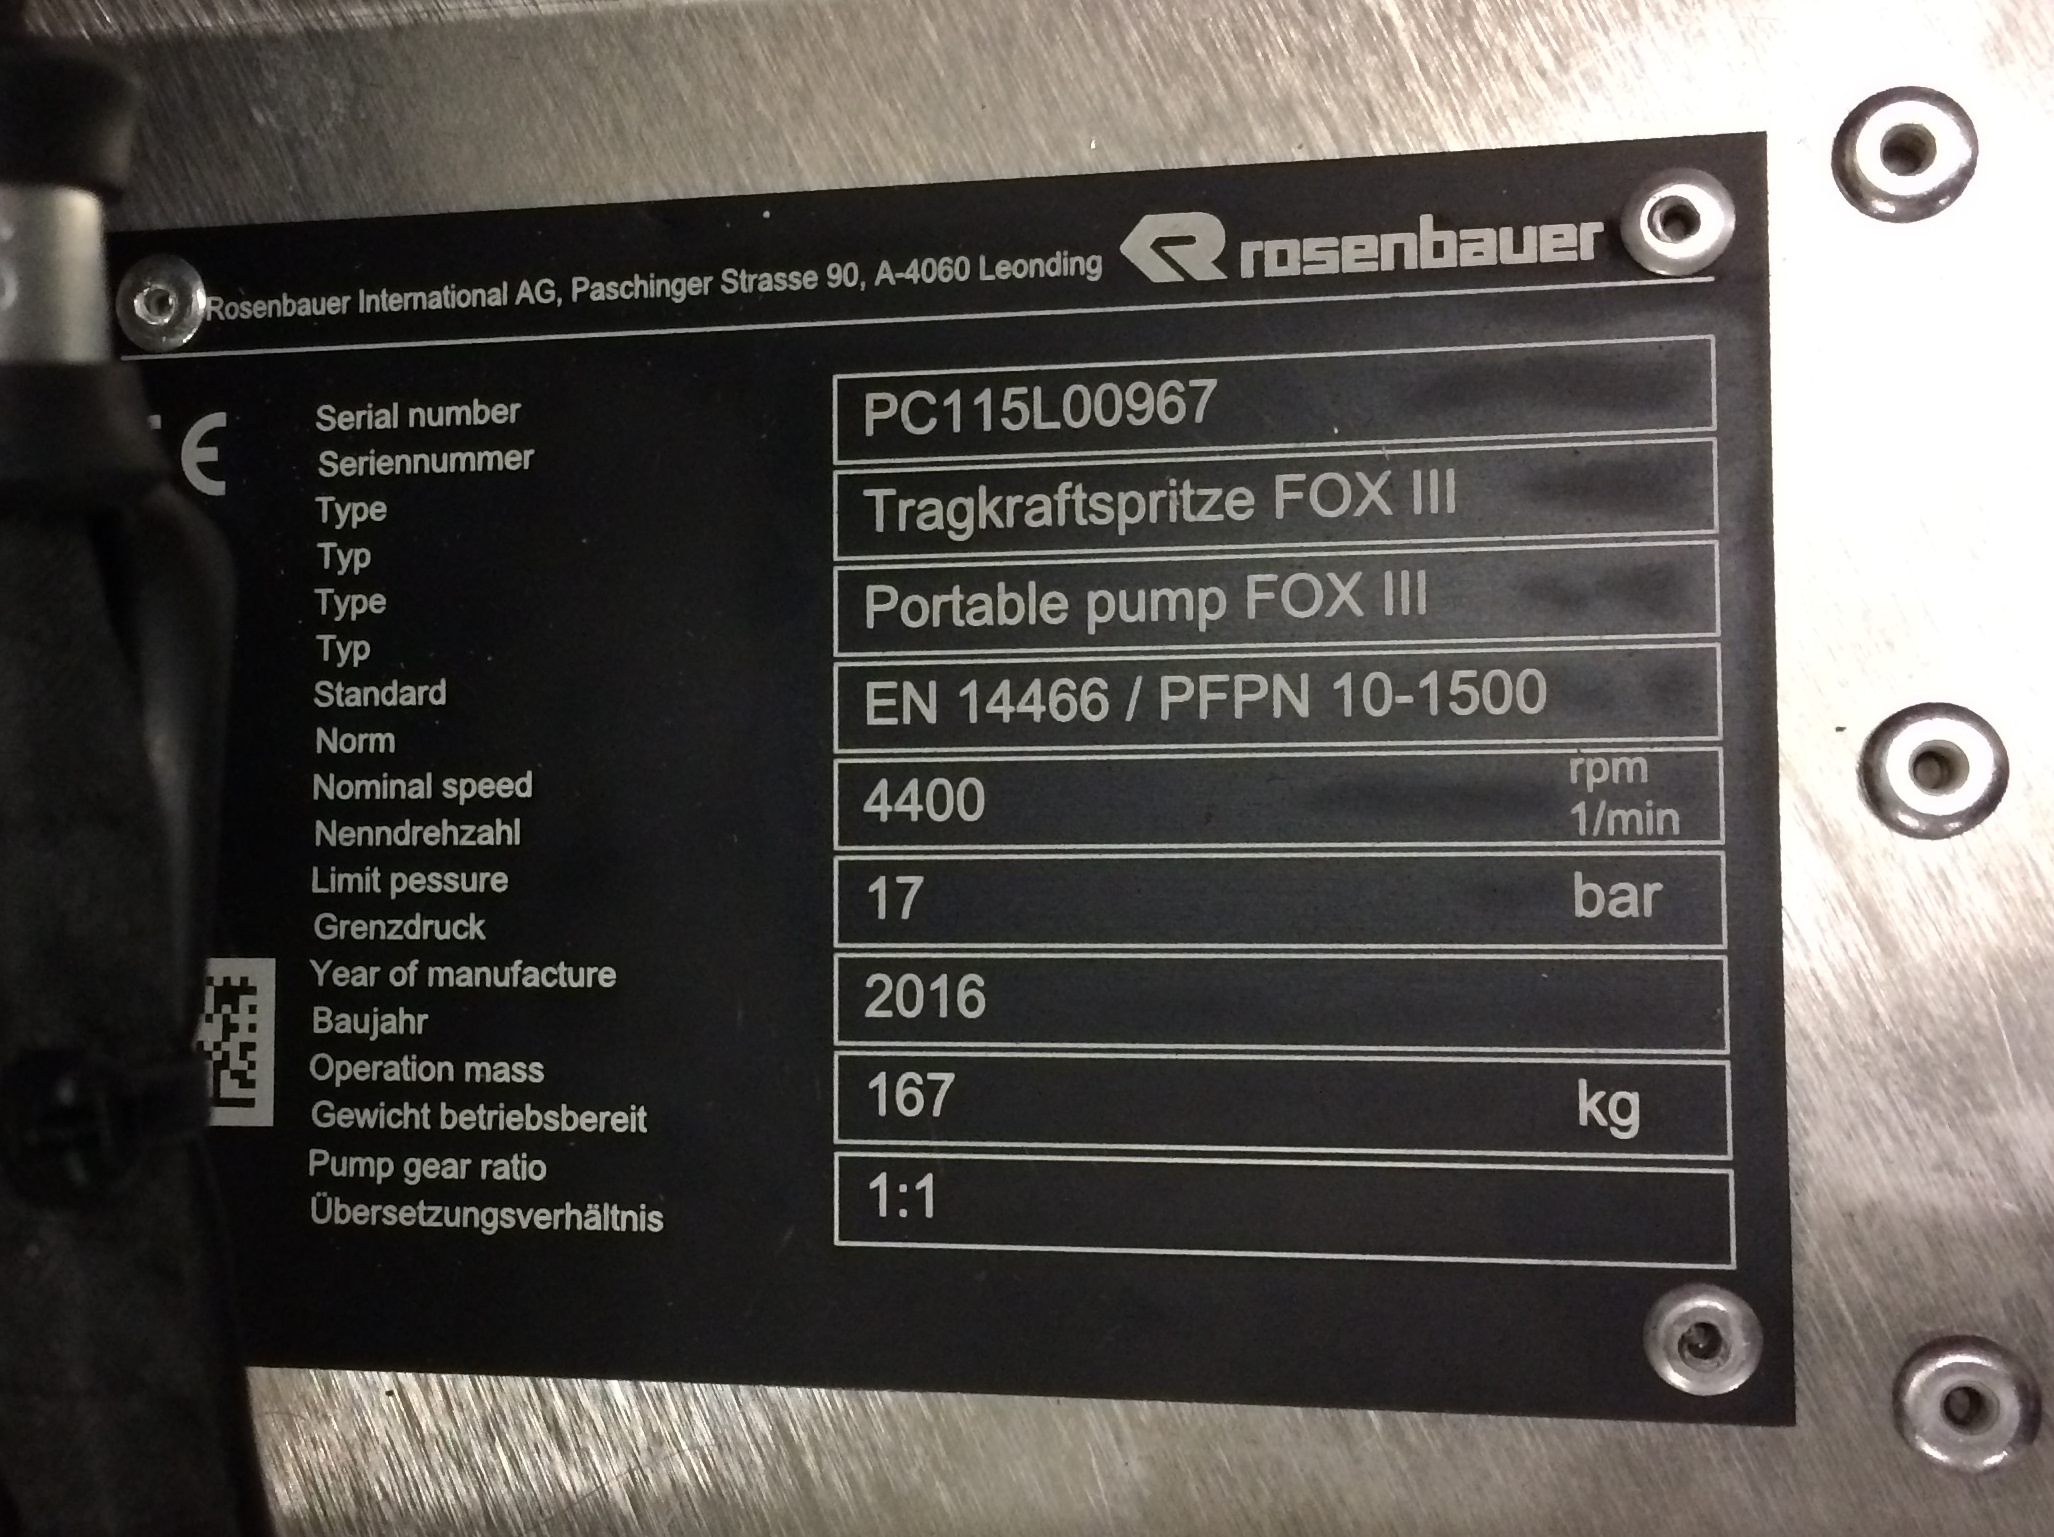 Rosenbauer International AG, Paschinger Strasse 90, A-4060 Leonding rosenbauer
CE
Serial number PC115L00967
Seriennummer
Type Tragkraftspritze FOX III
Typ
Type Portable pump FOX III
Typ
Standard EN 14466 / PFPN 10-1500
Norm
Nominal speed 4400 rpm
Nenndrehzahl 1/min
Limit pessure 17 bar
Grenzdruck
Year of manufacture 2016
Baujahr
Operation mass 167 kg
Gewicht betriebsbereit
Pump gear ratio 1:1
Übersetzungsverhältnis